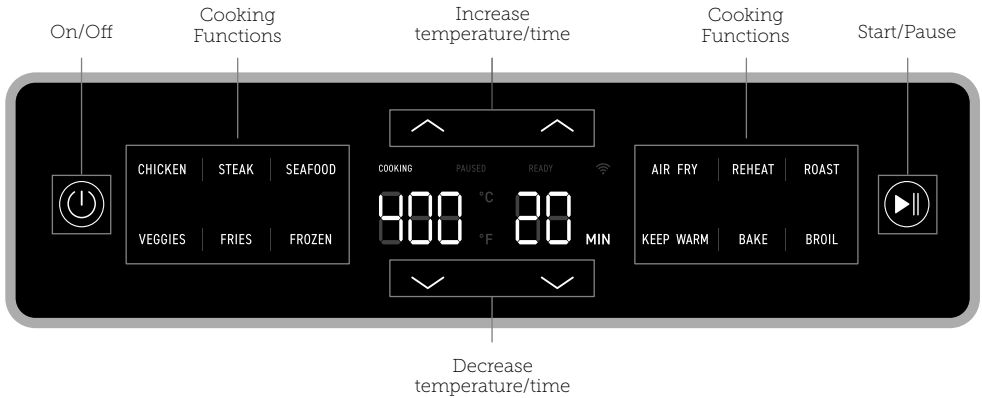 On/Off
Cooking
Functions
Increase
temperature/time
Cooking
Functions
Start/Pause
CHICKEN STEAK SEAFOOD
VEGGIES FRIES FROZEN
COOKING PAUSED READY
400 °C °F 20 MIN
AIR FRY REHEAT ROAST
KEEP WARM BAKE BROIL
Decrease
temperature/time